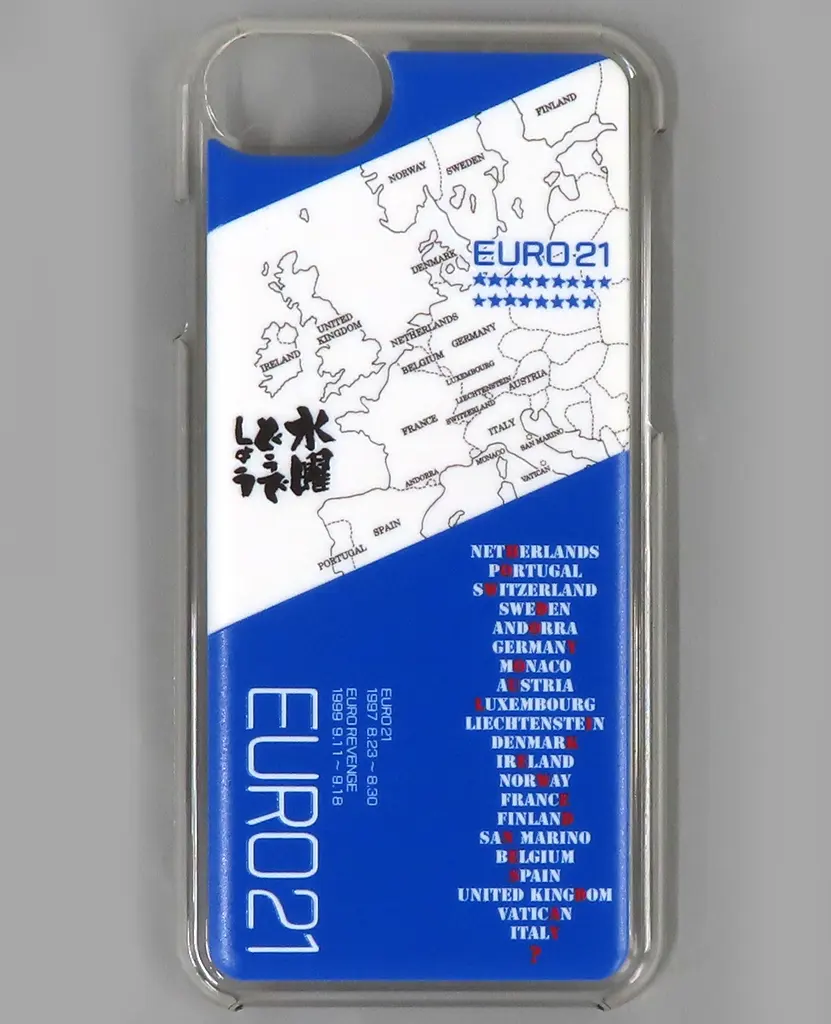 FINLAND
NORWAY
SWEDEN
DENMARK
EURO21
UNITED
KINGDOM
IRELAND
NETHERLANDS
GERMANY
BELGIUM
LUXEMBOURG
LIECHTENSTEIN
AUSTRIA
SWITZERLAND
FRANCE
ITALY
SAN MARINO
MONACO
VATICAN
ANDORRA
SPAIN
PORTUGAL
水曜
どうで
しょう
NETHERLANDS
PORTUGAL
SWITZERLAND
SWEDEN
ANDORRA
GERMANY
MONACO
AUSTRIA
LUXEMBOURG
LIECHTENSTEIN
DENMARK
IRELAND
NORWAY
FRANCE
FINLAND
SAN MARINO
BELGIUM
SPAIN
UNITED KINGDOM
VATICAN
ITALY
?
EURO 21
1997 8.23 ~ 8.30
EURO REVENGE
1999 9.11 ~ 9.18
EURO21